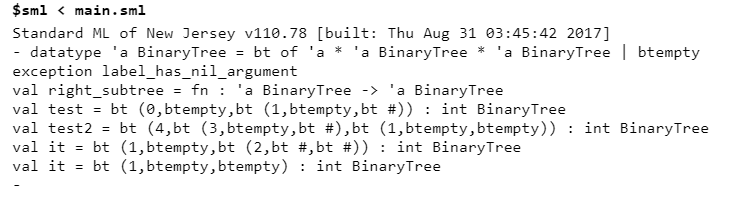 $sml < main.sml
Standard ML of New Jersey v110.78 [built: Thu Aug 31 03:45:42 2017]
- datatype 'a BinaryTree = bt of 'a * 'a BinaryTree * 'a BinaryTree | btempty
exception label_has_nil_argument
val right_subtree = fn : 'a BinaryTree -> 'a BinaryTree
val test = bt (0,btempty,bt (1,btempty,bt #)) : int BinaryTree
val test2 = bt (4,bt (3,btempty,bt #),bt (1,btempty,btempty)) : int BinaryTree
val it = bt (1,btempty,bt (2,bt #,bt #)) : int BinaryTree
val it = bt (1,btempty,btempty) : int BinaryTree
-